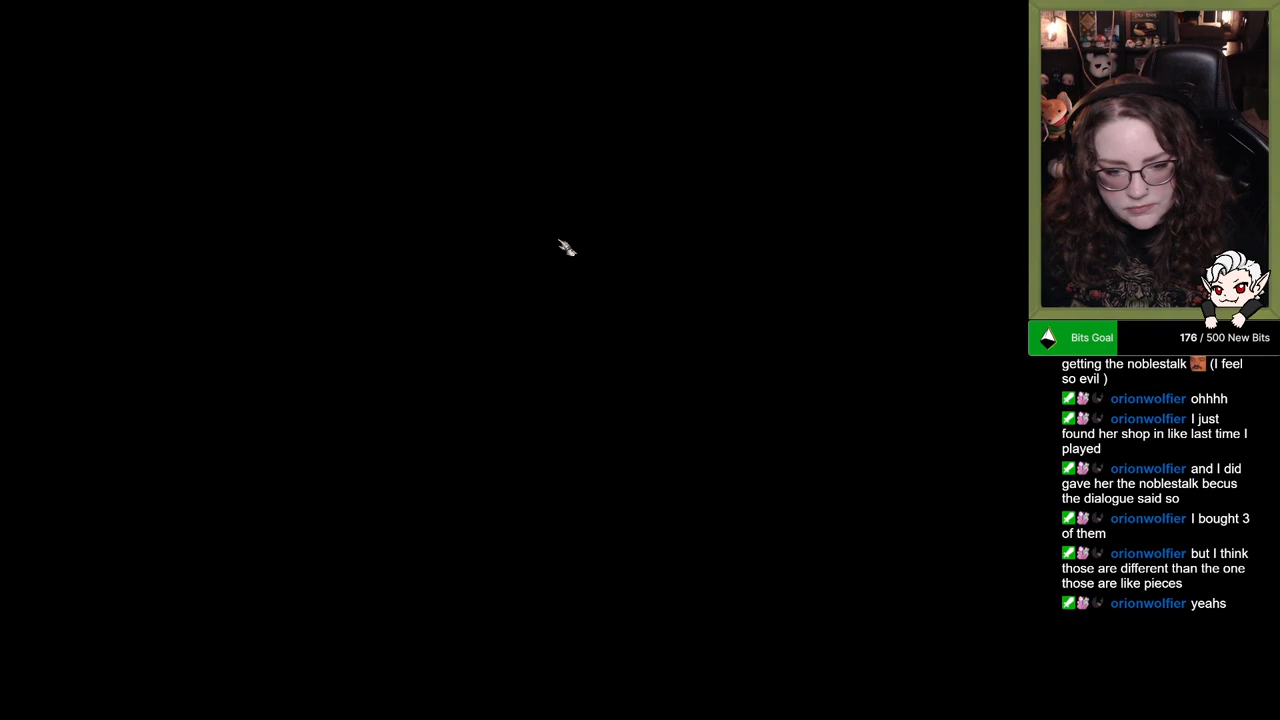 Bits Goal 176 / 500 New Bits
getting the noblestalk (I feel
so evil )
orionwolfier ohhhh
orionwolfier I just
found her shop in like last time I
played
orionwolfier and I did
gave her the noblestalk becus
the dialogue said so
orionwolfier I bought 3
of them
orionwolfier but I think
those are different than the one
those are like pieces
orionwolfier yeahs